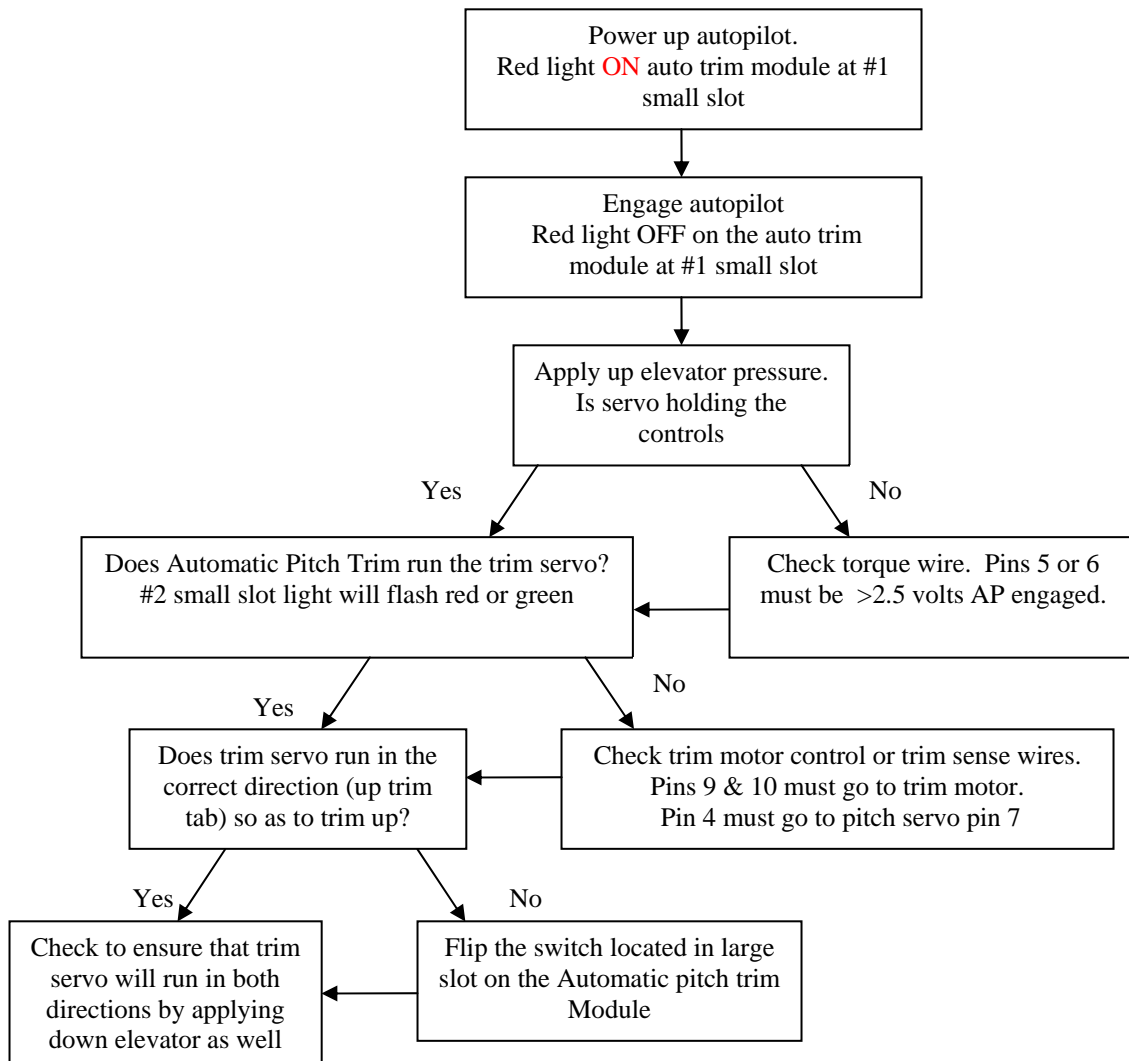 Power up autopilot.
Red light ON auto trim module at #1
small slot
Engage autopilot
Red light OFF on the auto trim
module at #1 small slot
Apply up elevator pressure.
Is servo holding the
controls
Yes
No
Does Automatic Pitch Trim run the trim servo?
#2 small slot light will flash red or green
Check torque wire.  Pins 5 or 6
must be  >2.5 volts AP engaged.
Yes
No
Does trim servo run in the
correct direction (up trim
tab) so as to trim up?
Check trim motor control or trim sense wires.
Pins 9 & 10 must go to trim motor.
Pin 4 must go to pitch servo pin 7
Yes
No
Check to ensure that trim
servo will run in both
directions by applying
down elevator as well
Flip the switch located in large
slot on the Automatic pitch trim
Module